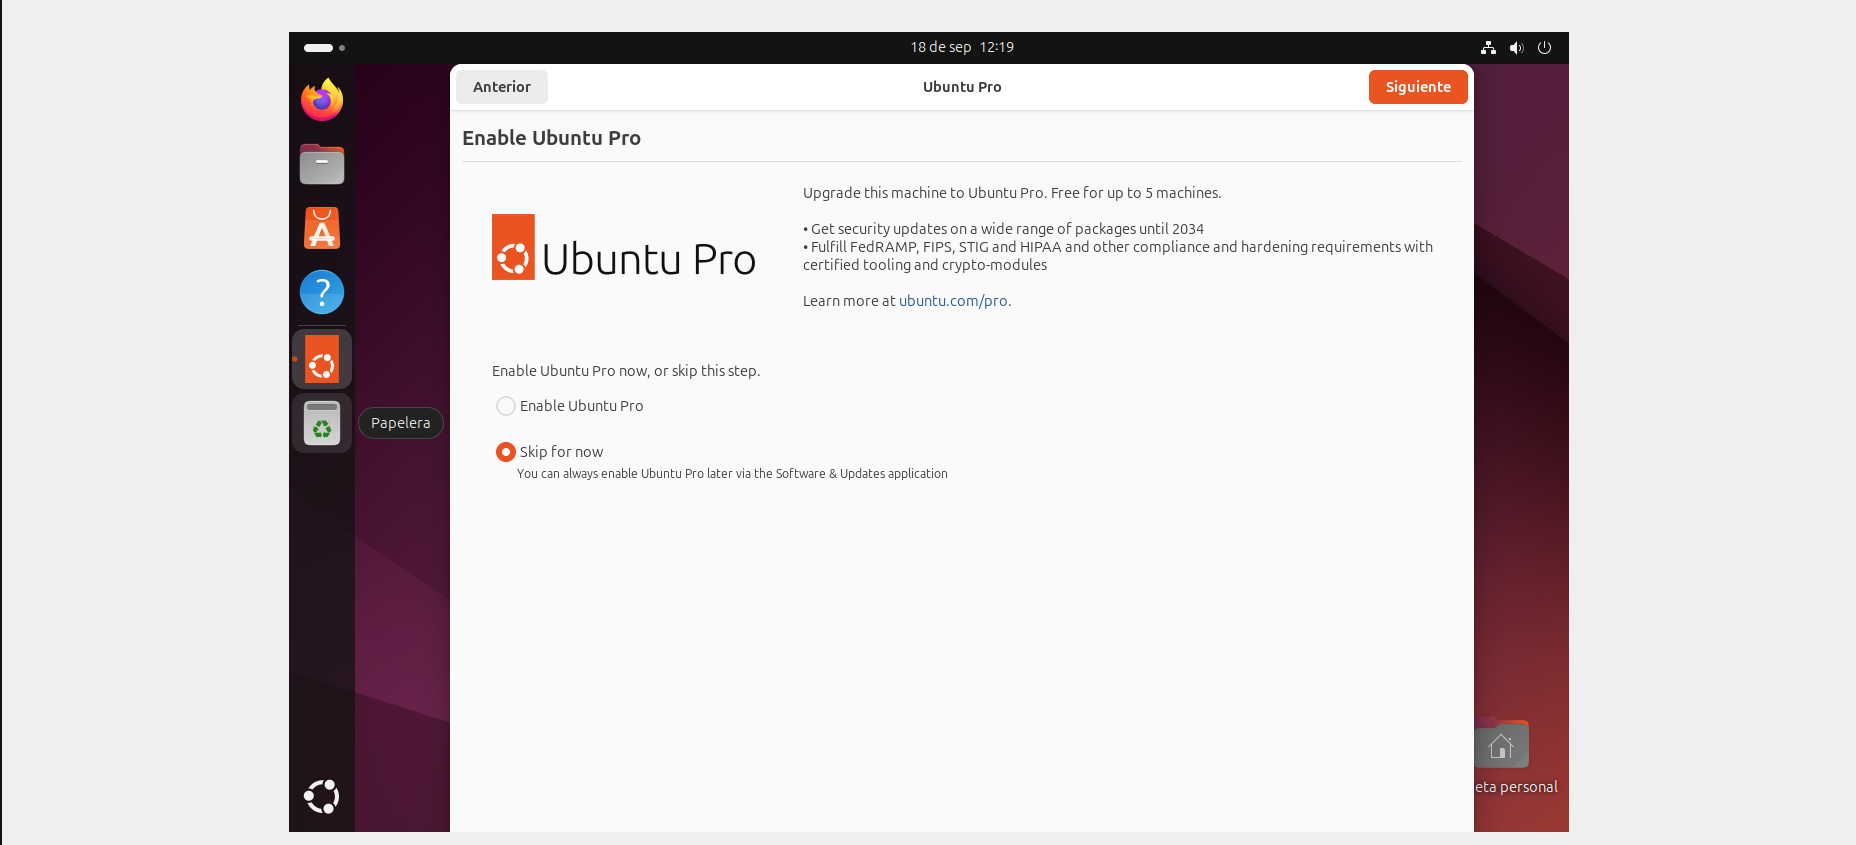 18 de sep 12:19
Anterior
Ubuntu Pro
Siguiente
Enable Ubuntu Pro
Upgrade this machine to Ubuntu Pro. Free for up to 5 machines.
• Get security updates on a wide range of packages until 2034
• Fulfill FedRAMP, FIPS, STIG and HIPAA and other compliance and hardening requirements with
certified tooling and crypto-modules
Learn more at ubuntu.com/pro.
Ubuntu Pro
Enable Ubuntu Pro now, or skip this step.
Enable Ubuntu Pro
Papelera
Skip for now
You can always enable Ubuntu Pro later via the Software & Updates application
eta personal